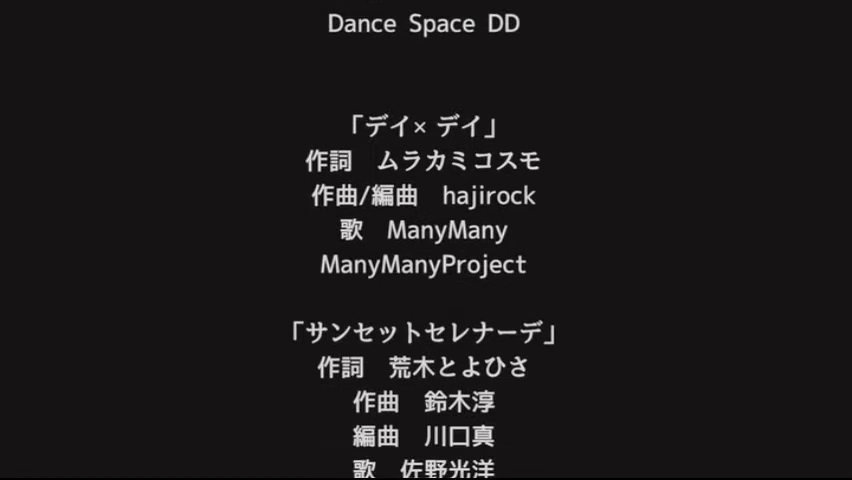 Dance Space DD
「デイ×デイ」
作詞　ムラカミコスモ
作曲/編曲　hajirock
歌　ManyMany
ManyManyProject
「サンセットセレナーデ」
作詞　荒木とよひさ
作曲　鈴木淳
編曲　川口真
歌　佐野光洋